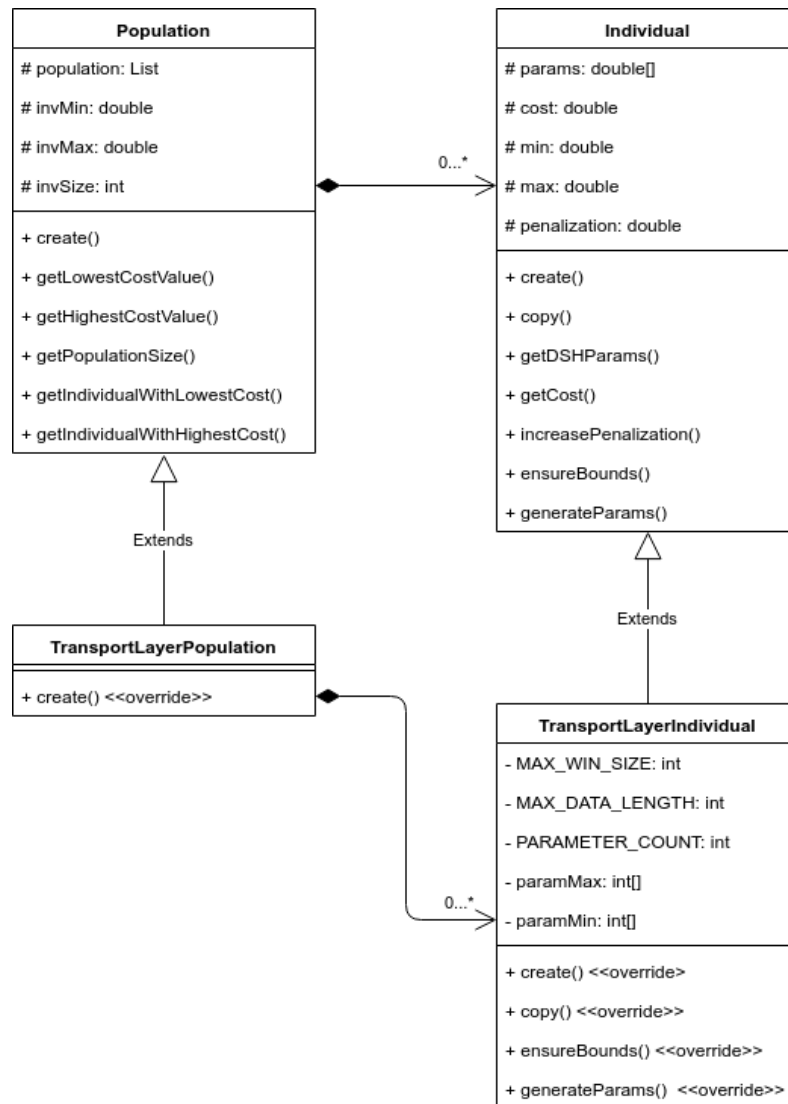 Population
# population: List
# invMin: double
# invMax: double
# invSize: int
+ create()
+ getLowestCostValue()
+ getHighestCostValue()
+ getPopulationSize()
+ getIndividualWithLowestCost()
+ getIndividualWithHighestCost()
0...*
Individual
# params: double[]
# cost: double
# min: double
# max: double
# penalization: double
+ create()
+ copy()
+ getDSHParams()
+ getCost()
+ increasePenalization()
+ ensureBounds()
+ generateParams()
Extends
Extends
TransportLayerPopulation
+ create() <<override>>
0...*
TransportLayerIndividual
- MAX_WIN_SIZE: int
- MAX_DATA_LENGTH: int
- PARAMETER_COUNT: int
- paramMax: int[]
- paramMin: int[]
+ create() <<override>
+ copy() <<override>>
+ ensureBounds() <<override>>
+ generateParams() <<override>>